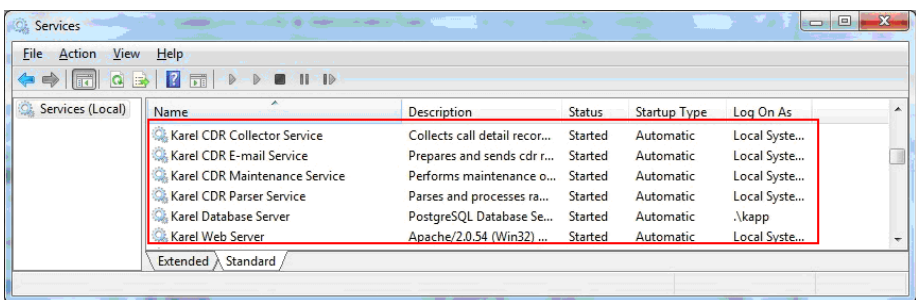 Services
File Action View Help
Services (Local)
Name Description Status Startup Type Log On As
Karel CDR Collector Service Collects call detail recor... Started Automatic Local Syste...
Karel CDR E-mail Service Prepares and sends cdr r... Started Automatic Local Syste...
Karel CDR Maintenance Service Performs maintenance o... Started Automatic Local Syste...
Karel CDR Parser Service Parses and processes ra... Started Automatic Local Syste...
Karel Database Server PostgreSQL Database Se... Started Automatic .\kapp
Karel Web Server Apache/2.0.54 (Win32) ... Started Automatic Local Syste...
Extended Standard